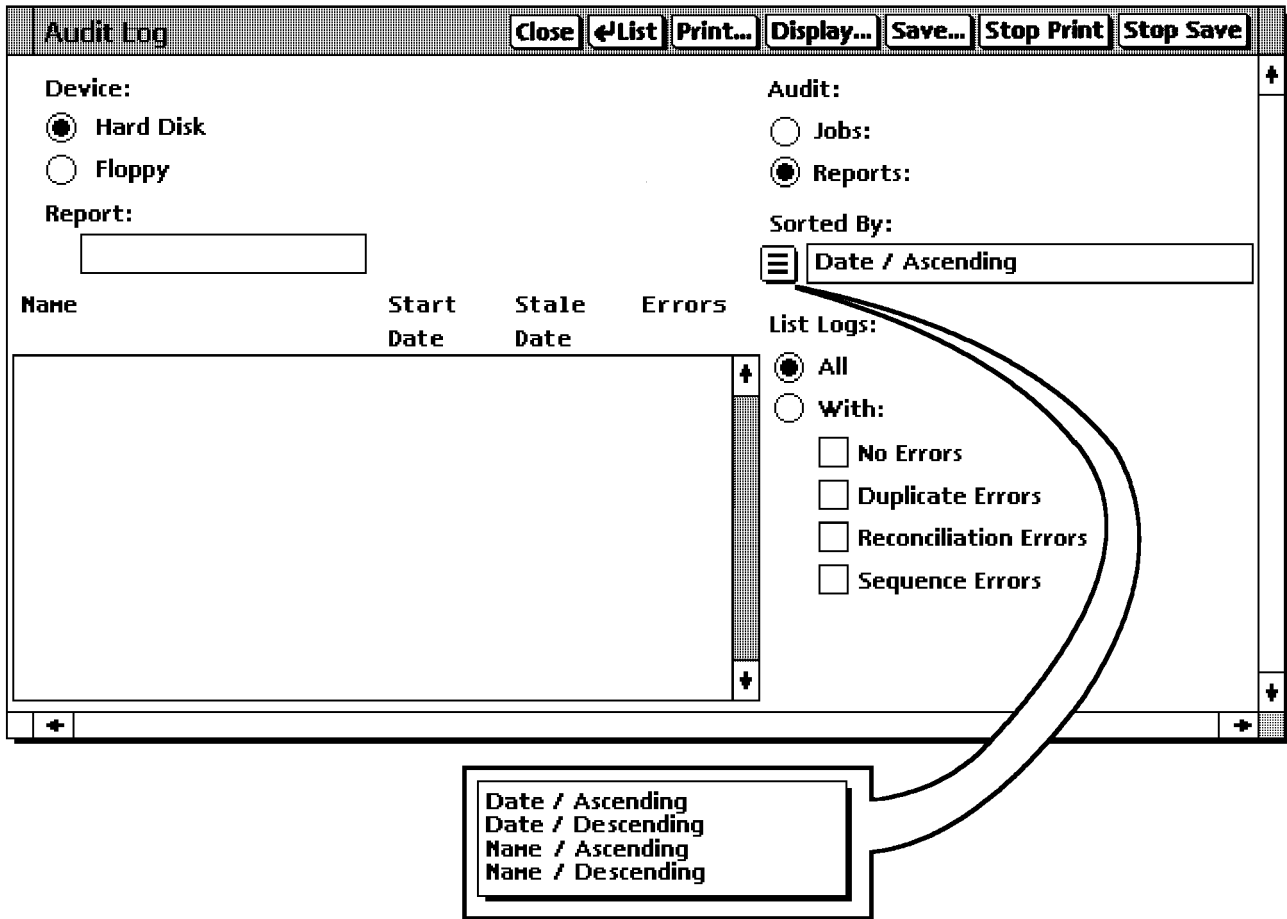 Audit Log Close ↵List Print... Display... Save... Stop Print Stop Save
Device:
Hard Disk
Floppy
Report:
Name Start Date Stale Date Errors
Audit:
Jobs:
Reports:
Sorted By:
Date / Ascending
List Logs:
All
With:
No Errors
Duplicate Errors
Reconciliation Errors
Sequence Errors
Date / Ascending
Date / Descending
Name / Ascending
Name / Descending